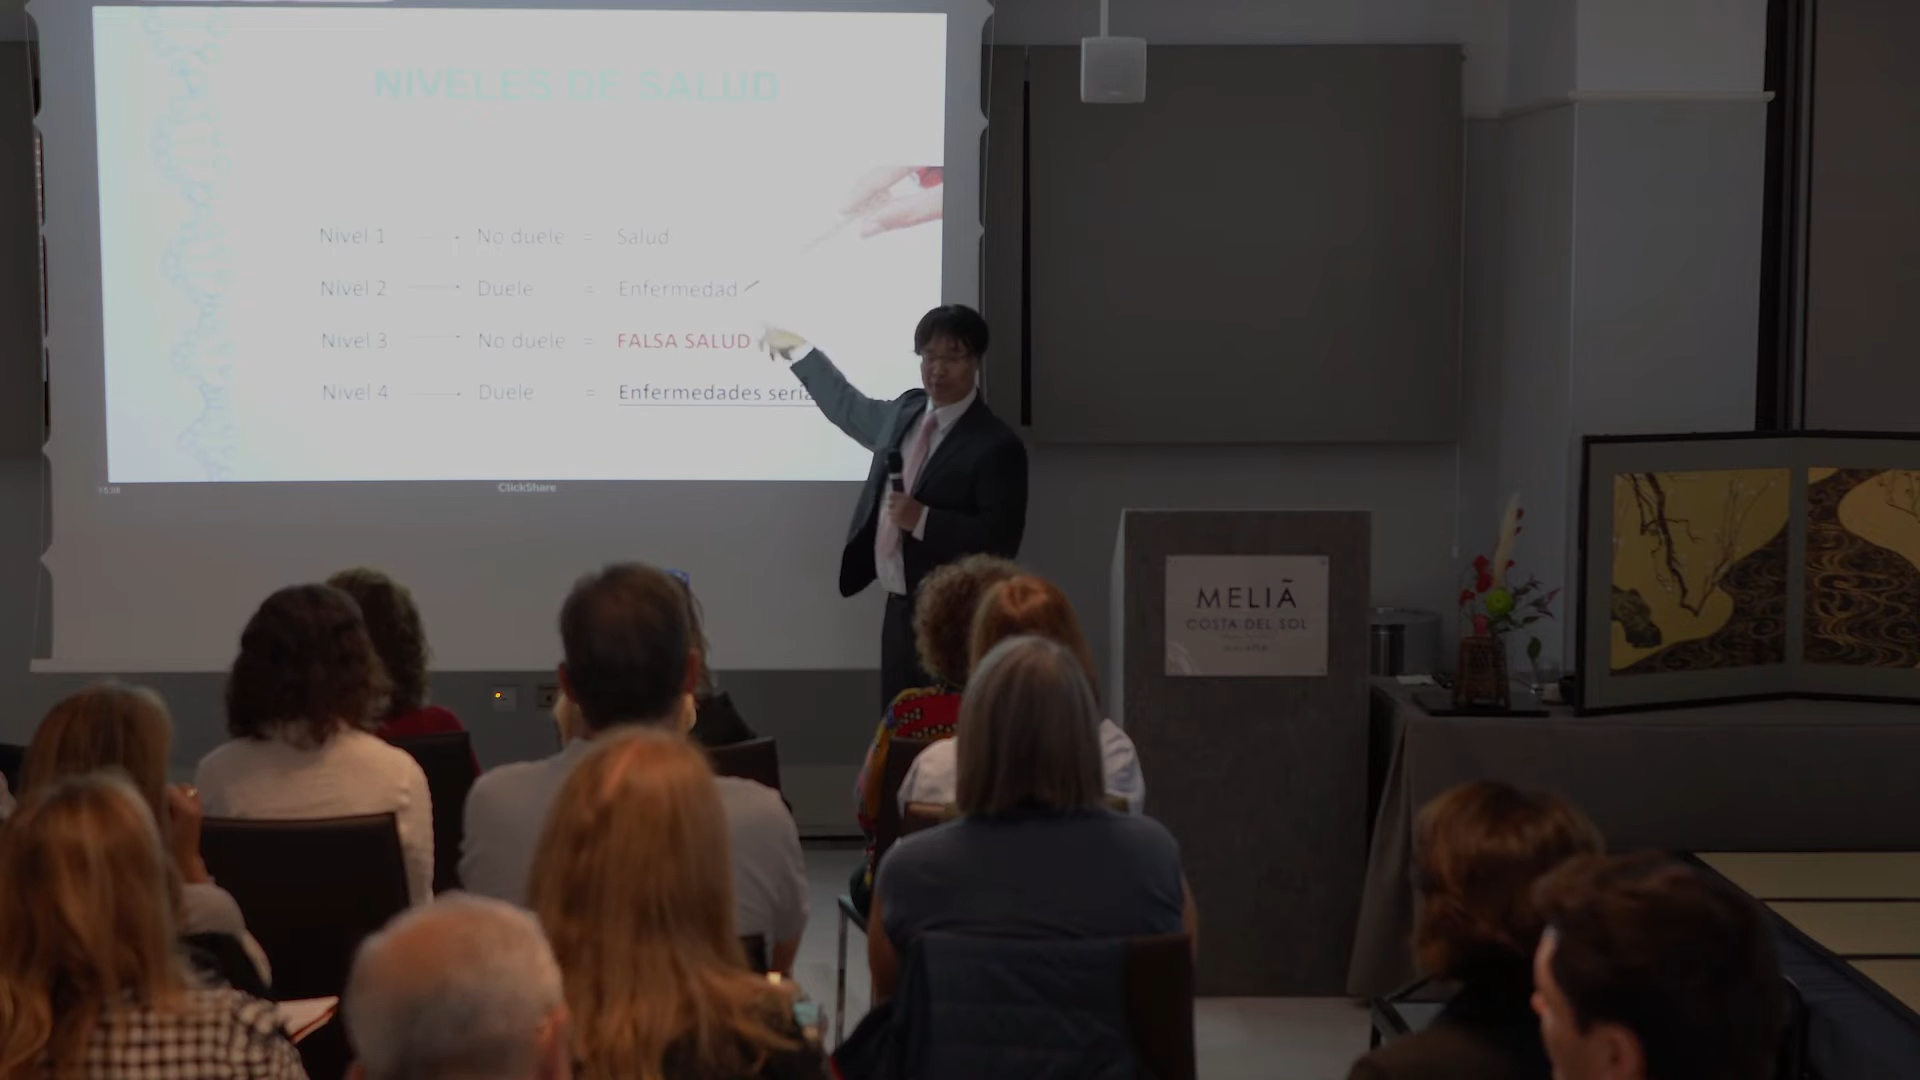 NIVELES DE SALUD
Nivel 1 → No duele = Salud
Nivel 2 → Duele = Enfermedad
Nivel 3 → No duele = FALSA SALUD
Nivel 4 → Duele = Enfermedades seria
ClickShare
MELIÃ
COSTA DEL SOL